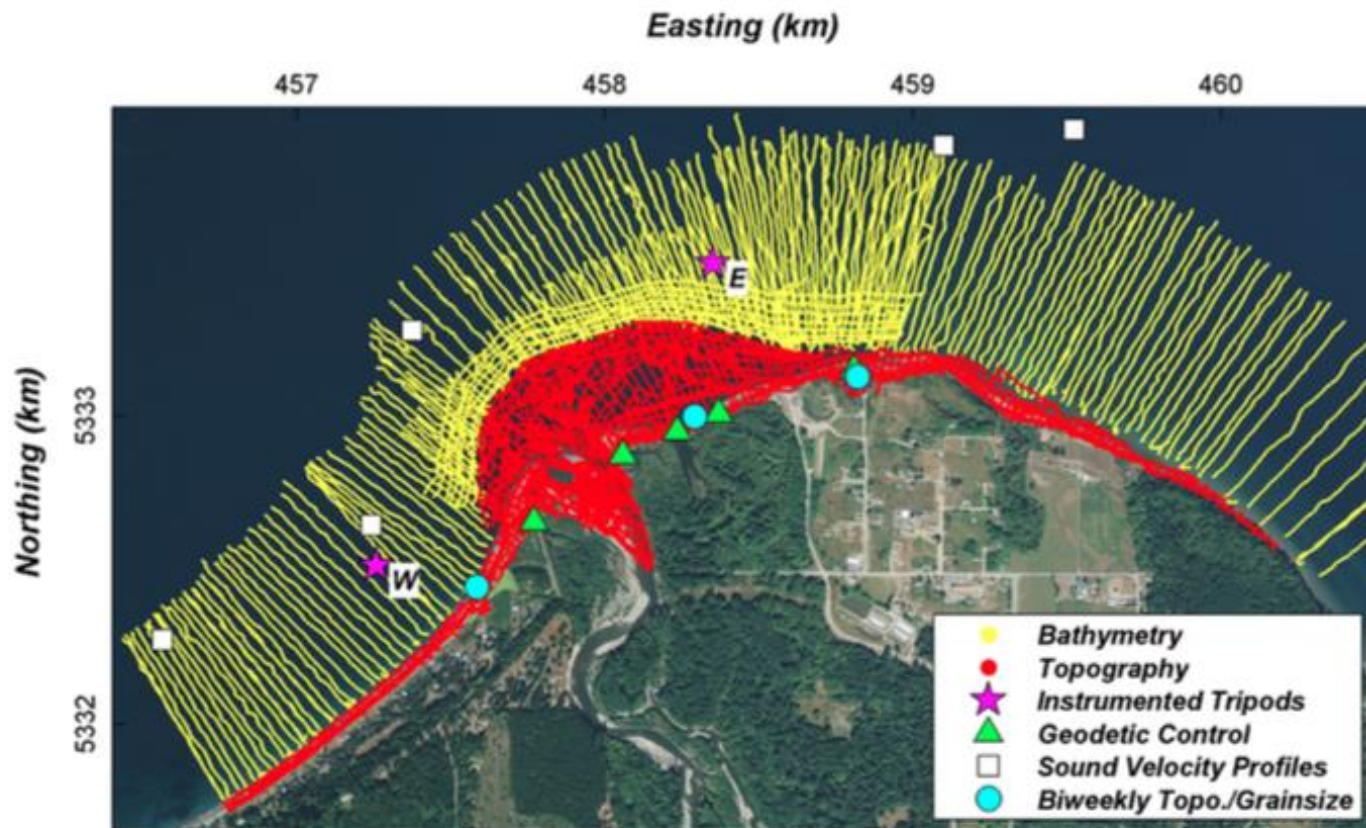 Easting (km)
457 458 459 460
Northing (km)
5333
5332
E
W
Bathymetry
Topography
Instrumented Tripods
Geodetic Control
Sound Velocity Profiles
Biweekly Topo./Grainsize